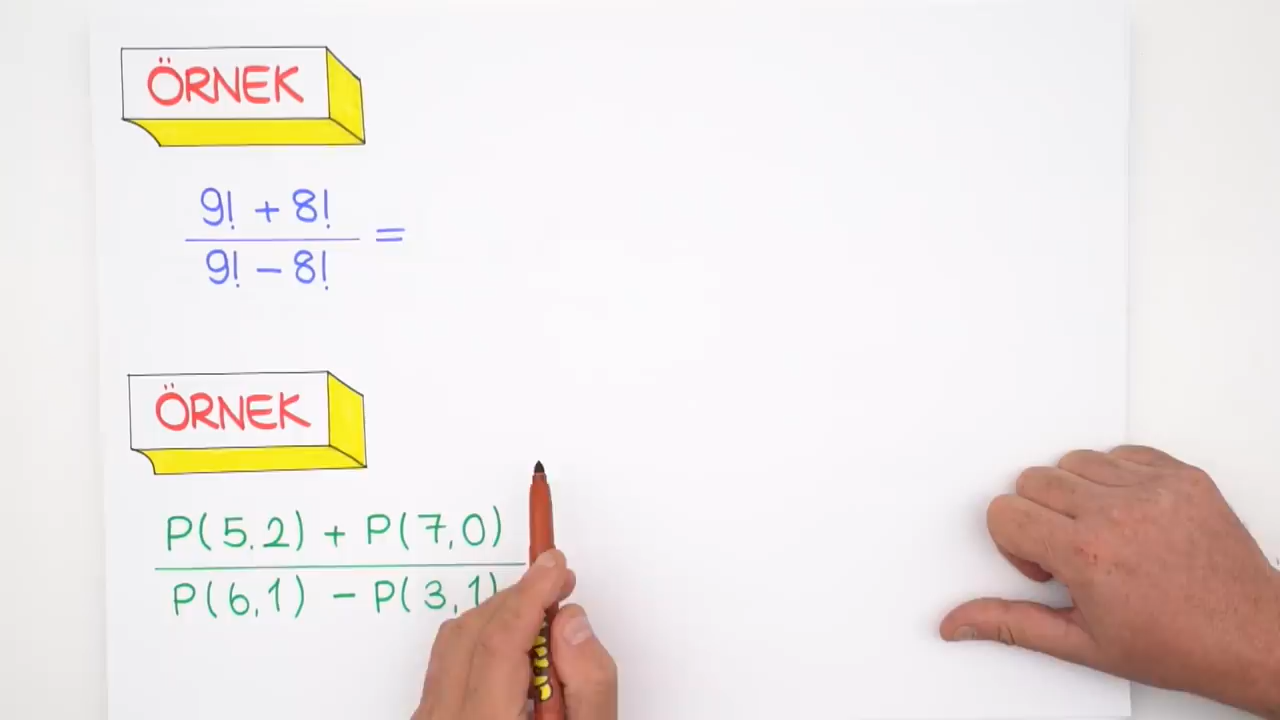 ÖRNEK
9! + 8!
=
9! - 8!
ÖRNEK
P(5,2) + P(7,0)
P(6,1) - P(3,1)